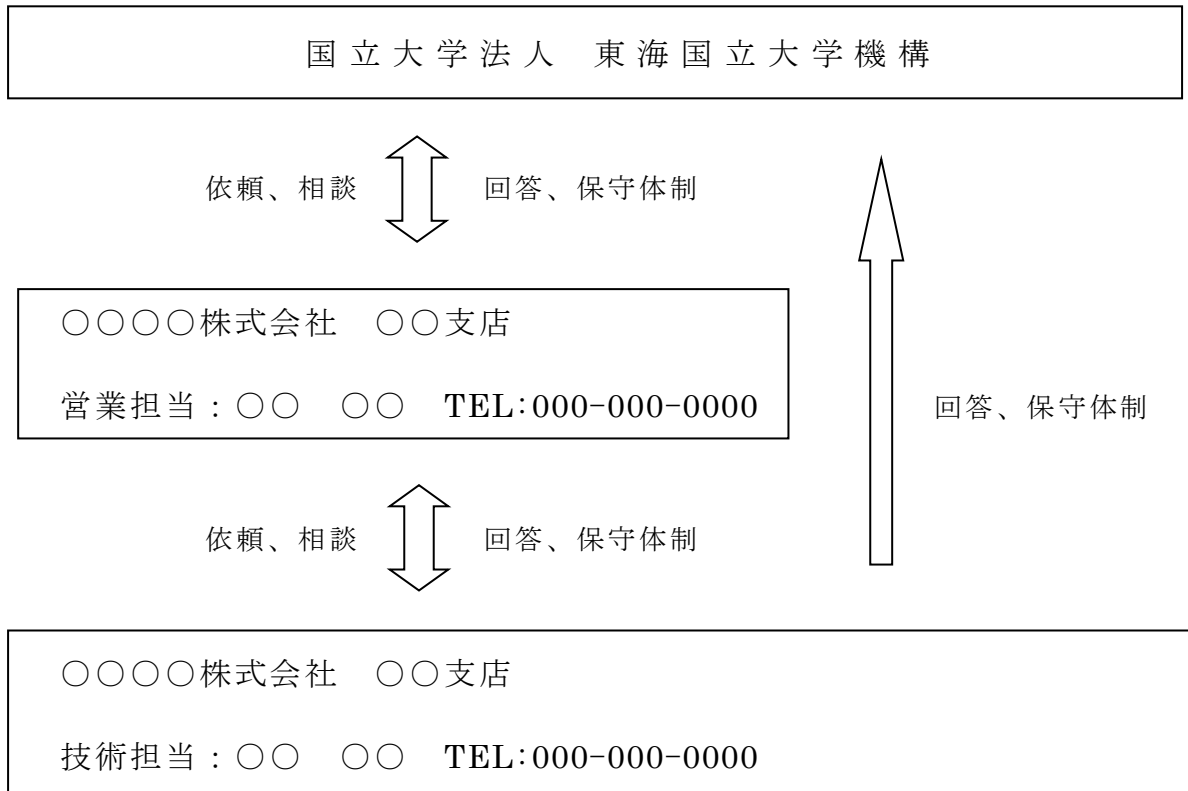 国立大学法人　東海国立大学機構
依頼、相談
回答、保守体制
○○○○株式会社　○○支店
営業担当：○○　○○　TEL:000-000-0000
回答、保守体制
依頼、相談
回答、保守体制
○○○○株式会社　○○支店
技術担当：○○　○○　TEL:000-000-0000